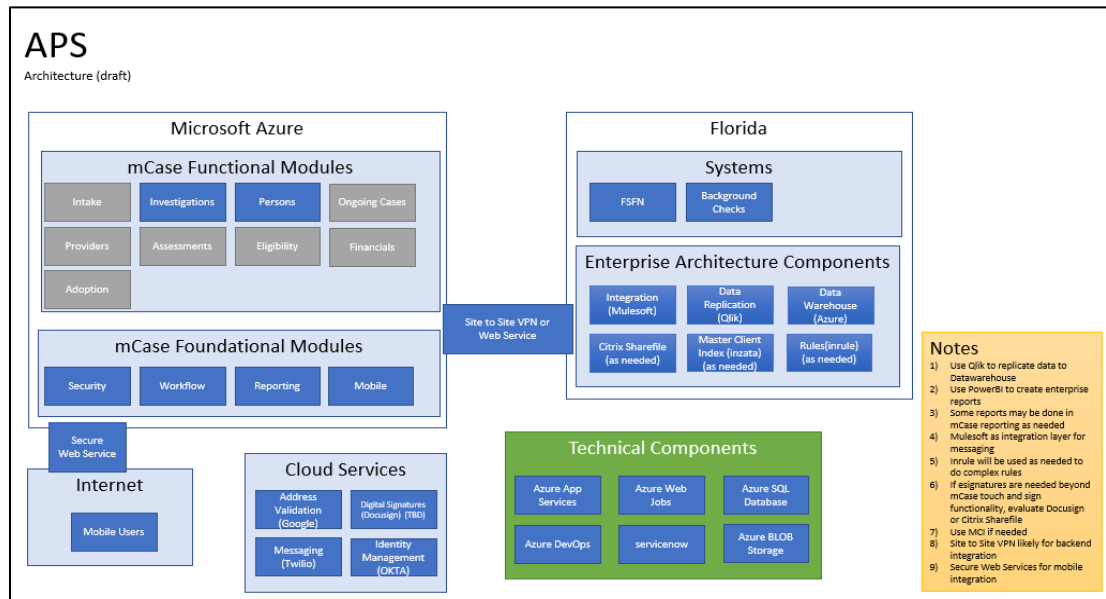 APS
Architecture (draft)
Microsoft Azure
mCase Functional Modules
Intake
Investigations
Persons
Ongoing Cases
Providers
Assessments
Eligibility
Financials
Adoption
mCase Foundational Modules
Security
Workflow
Reporting
Mobile
Secure
Web Service
Internet
Mobile Users
Site to Site VPN or
Web Service
Florida
Systems
FSFN
Background
Checks
Enterprise Architecture Components
Integration
(Mulesoft)
Data
Replication
(Qlik)
Data
Warehouse
(Azure)
Citrix Sharefile
(as needed)
Master Client
Index (inzata)
(as needed)
Rules(inrule)
(as needed)
Cloud Services
Address
Validation
(Google)
Digital Signatures
(Docusign) (TBD)
Messaging
(Twilio)
Identity
Management
(OKTA)
Technical Components
Azure App
Services
Azure Web
Jobs
Azure SQL
Database
Azure DevOps
servicenow
Azure BLOB
Storage
Notes
1) Use Qlik to replicate data to
Datawarehouse
2) Use PowerBi to create enterprise
reports
3) Some reports may be done in
mCase reporting as needed
4) Mulesoft as integration layer for
messaging
5) Inrule will be used as needed to
do complex rules
6) If esignatures are needed beyond
mCase touch and sign
functionality, evaluate Docusign
or Citrix Sharefile
7) Use MCI if needed
8) Site to Site VPN likely for backend
integration
9) Secure Web Services for mobile
integration